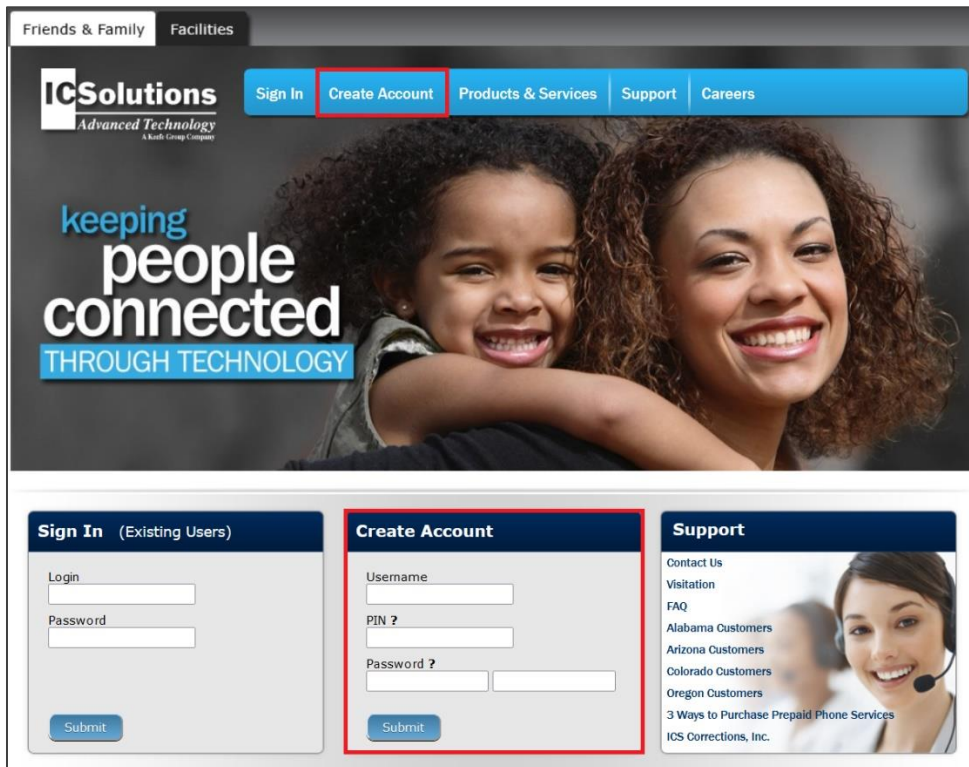 Friends & Family Facilities
ICSolutions
Advanced Technology
A Keefe Group Company
Sign In Create Account Products & Services Support Careers
keeping
people
connected
THROUGH TECHNOLOGY
Sign In (Existing Users)
Login
Password
Submit
Create Account
Username
PIN ?
Password ?
Submit
Support
Contact Us
Visitation
FAQ
Alabama Customers
Arizona Customers
Colorado Customers
Oregon Customers
3 Ways to Purchase Prepaid Phone Services
ICS Corrections, Inc.